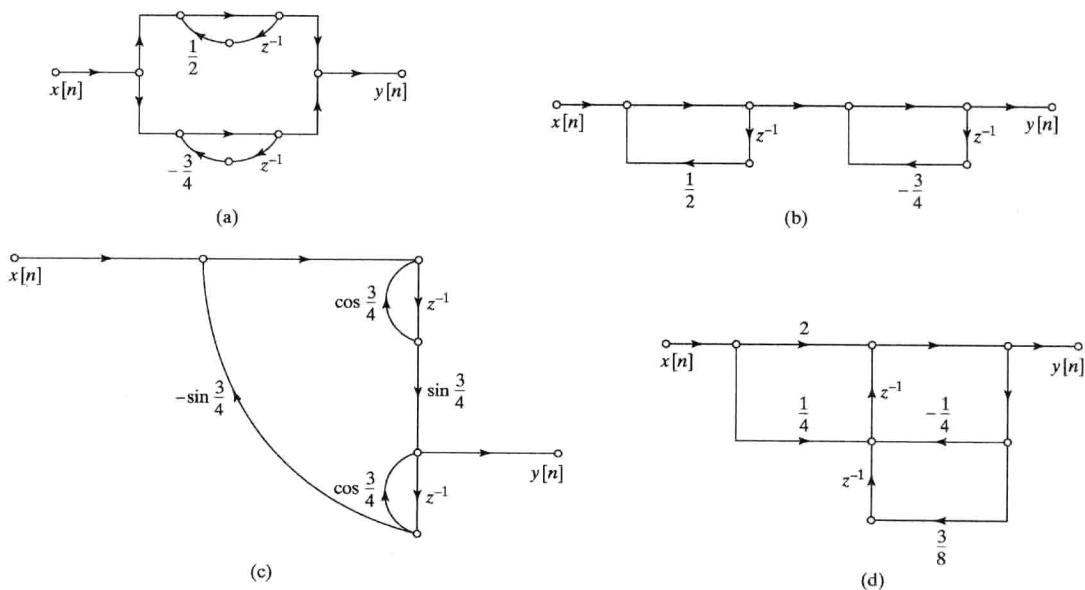 1/2
z⁻¹
x[n]
y[n]
-3/4
z⁻¹
(a)
x[n]
z⁻¹
1/2
z⁻¹
-3/4
y[n]
(b)
x[n]
cos 3/4
z⁻¹
-sin 3/4
sin 3/4
cos 3/4
z⁻¹
y[n]
(c)
2
x[n]
y[n]
z⁻¹
1/4
-1/4
z⁻¹
3/8
(d)